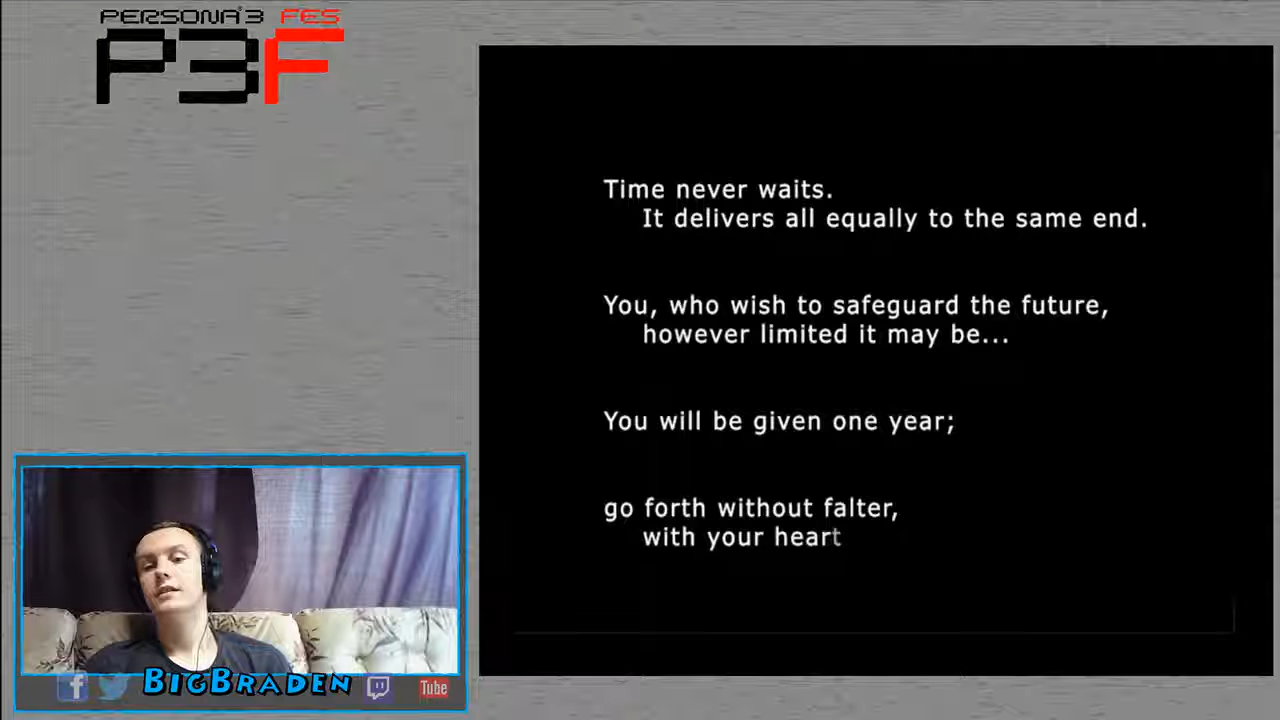 PERSONA3 FES
P3F
Time never waits.
It delivers all equally to the same end.
You, who wish to safeguard the future,
however limited it may be...
You will be given one year;
go forth without falter,
with your heart
BIGBRADEN
Tube